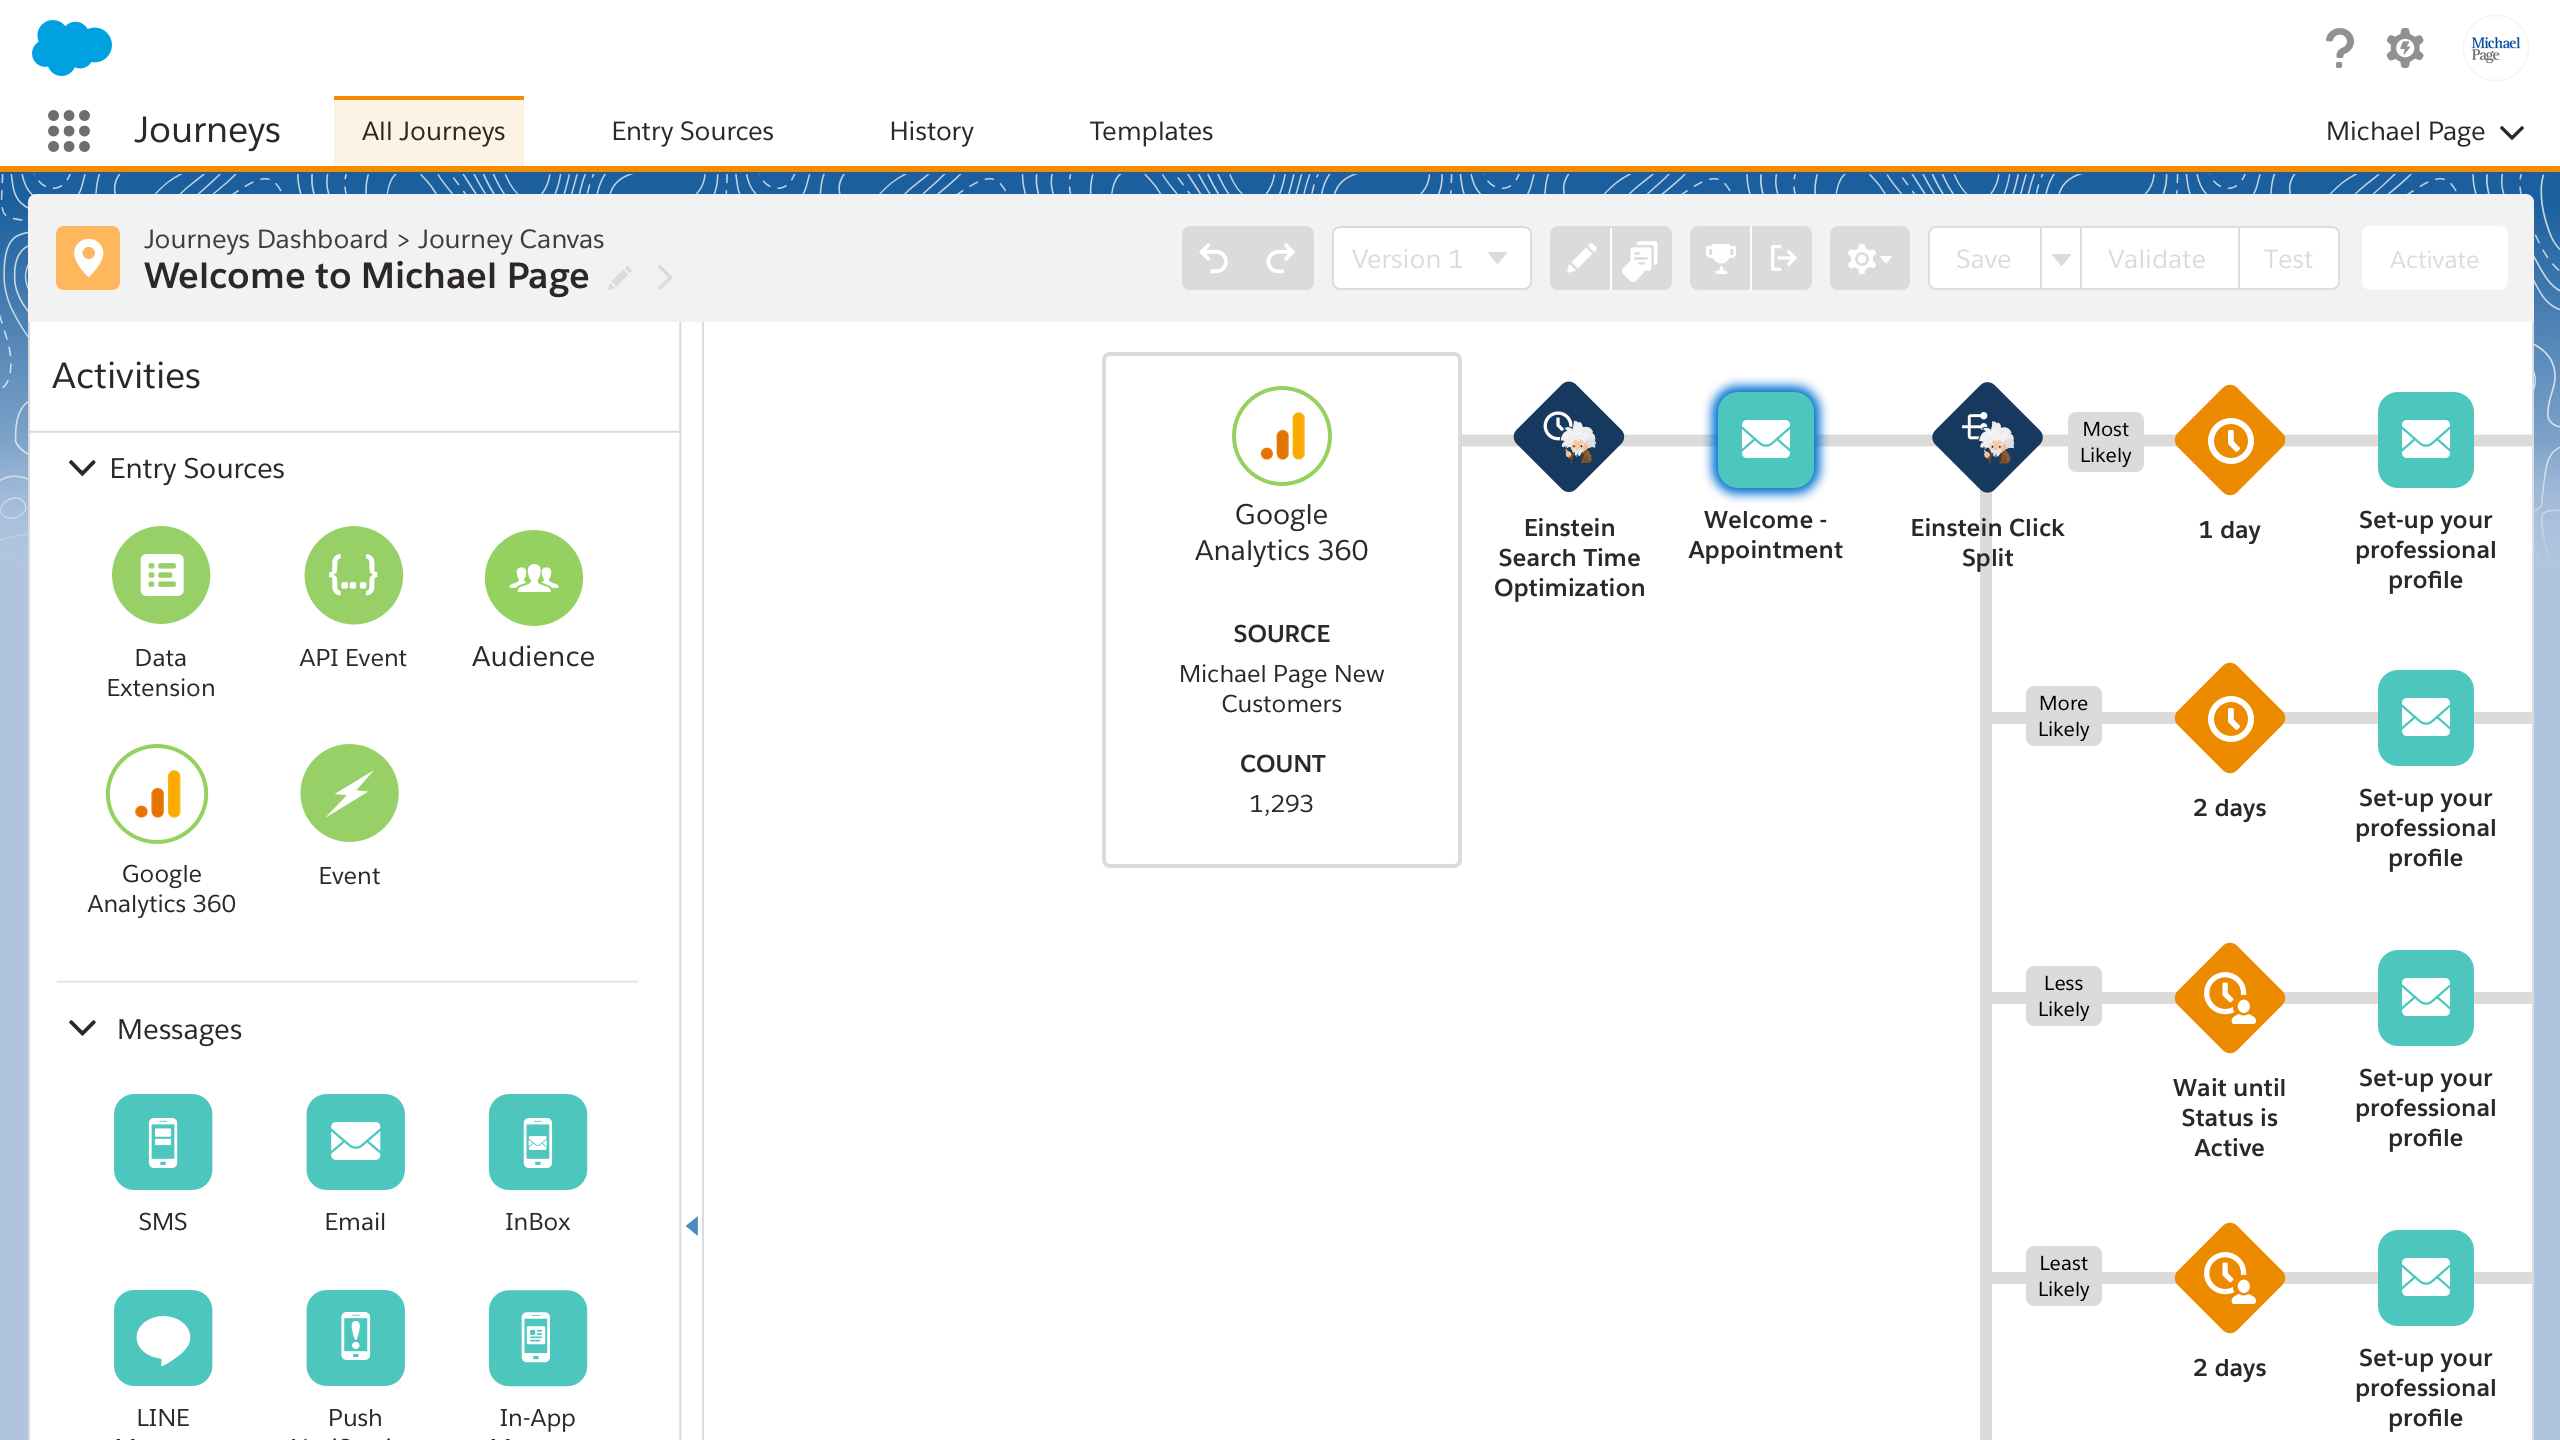 Michael
Page
Journeys
All Journeys
Entry Sources
History
Templates
Michael Page
Journeys Dashboard > Journey Canvas
Welcome to Michael Page
Version 1
Save
Validate
Test
Activate
Activities
Entry Sources
Data
Extension
API Event
Audience
Google
Analytics 360
Event
Messages
SMS
Email
InBox
LINE
Push
In-App
Google
Analytics 360
SOURCE
Michael Page New
Customers
COUNT
1,293
Einstein
Search Time
Optimization
Welcome -
Appointment
Einstein Click
Split
Most
Likely
1 day
Set-up your
professional
profile
More
Likely
2 days
Set-up your
professional
profile
Less
Likely
Wait until
Status is
Active
Set-up your
professional
profile
Least
Likely
2 days
Set-up your
professional
profile